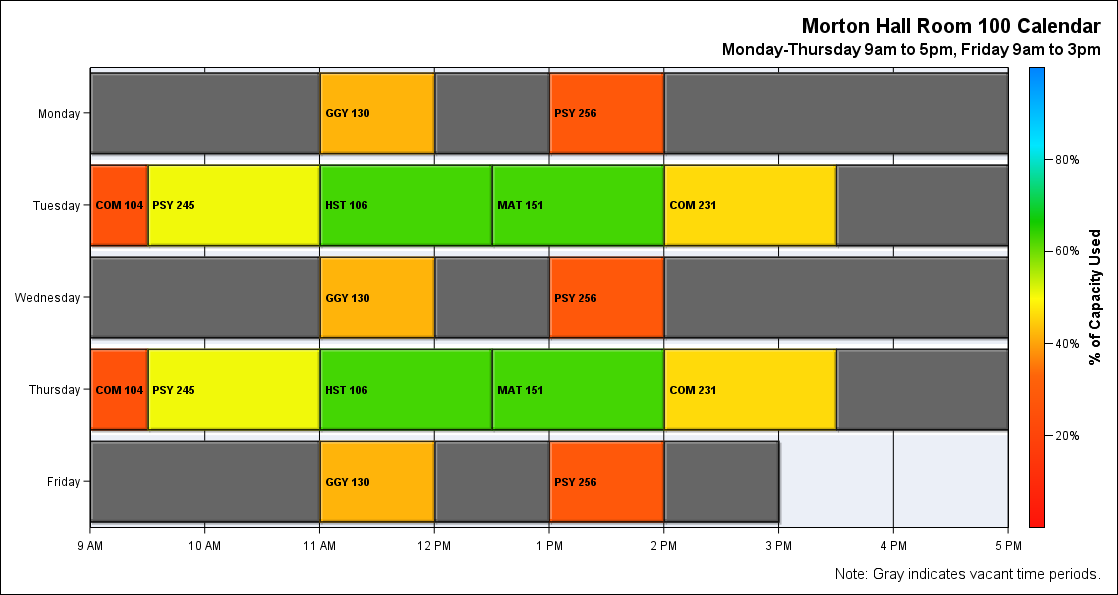 Morton Hall Room 100 Calendar
Monday-Thursday 9am to 5pm, Friday 9am to 3pm
Monday
GGY 130
PSY 256
Tuesday
COM 104
PSY 245
HST 106
MAT 151
COM 231
Wednesday
GGY 130
PSY 256
Thursday
COM 104
PSY 245
HST 106
MAT 151
COM 231
Friday
GGY 130
PSY 256
9 AM
10 AM
11 AM
12 PM
1 PM
2 PM
3 PM
4 PM
5 PM
80%
60%
40%
20%
% of Capacity Used
Note: Gray indicates vacant time periods.